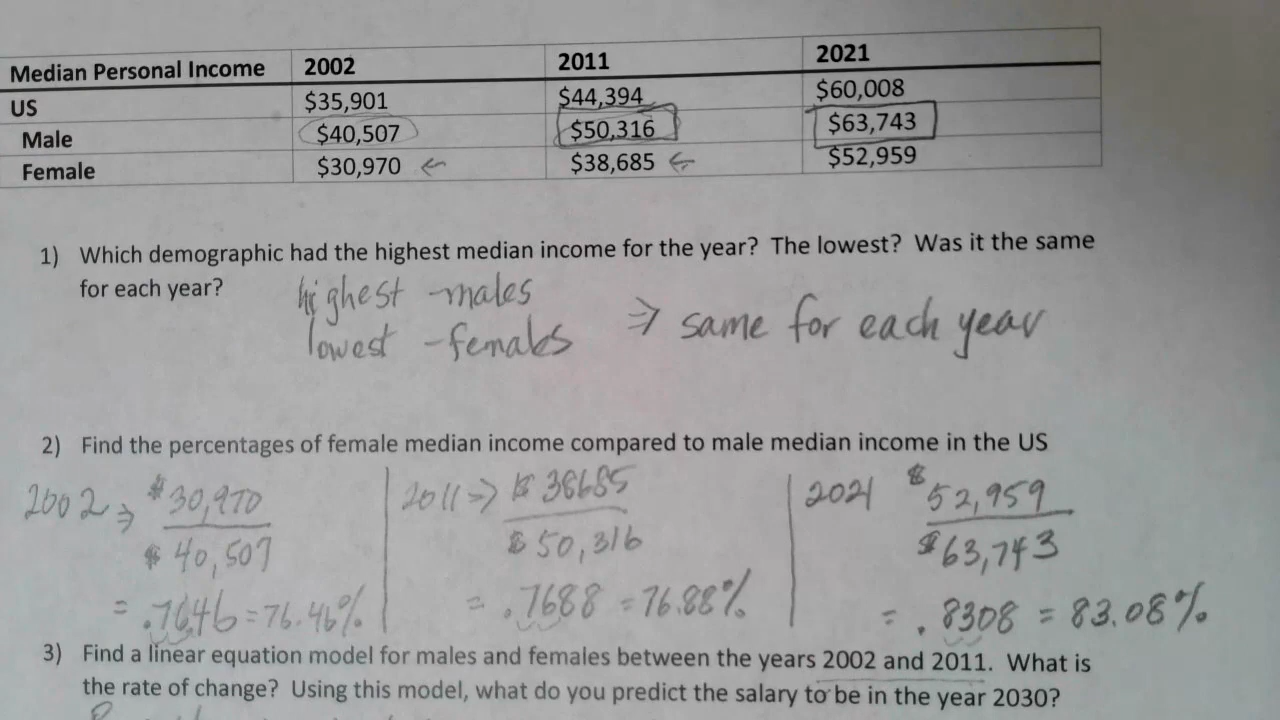 Median Personal Income 2002 2011 2021
US $35,901 $44,394 $60,008
Male $40,507 $50,316 $63,743
Female $30,970 ← $38,685 ← $52,959
1) Which demographic had the highest median income for the year? The lowest? Was it the same
for each year?
highest - males
lowest - females ⇒ same for each year
2) Find the percentages of female median income compared to male median income in the US
2002 ⇒ $30,970 / $40,507 = .7646 = 76.46%
2011 ⇒ $38685 / $50,316 = .7688 = 76.88%
2021 $52,959 / $63,743 = .8308 = 83.08%
3) Find a linear equation model for males and females between the years 2002 and 2011. What is
the rate of change? Using this model, what do you predict the salary to be in the year 2030?